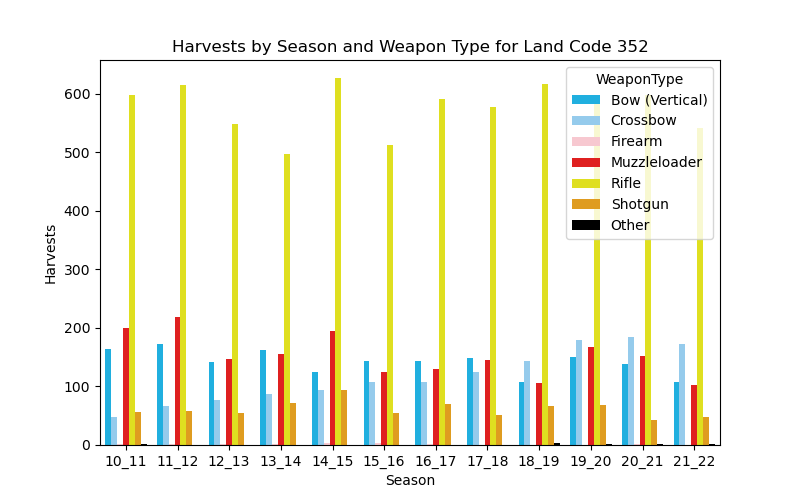 Harvests by Season and Weapon Type for Land Code 352
WeaponType
Bow (Vertical)
Crossbow
Firearm
Muzzleloader
Rifle
Shotgun
Other
Harvests
600
500
400
300
200
100
0
10_11 11_12 12_13 13_14 14_15 15_16 16_17 17_18 18_19 19_20 20_21 21_22
Season